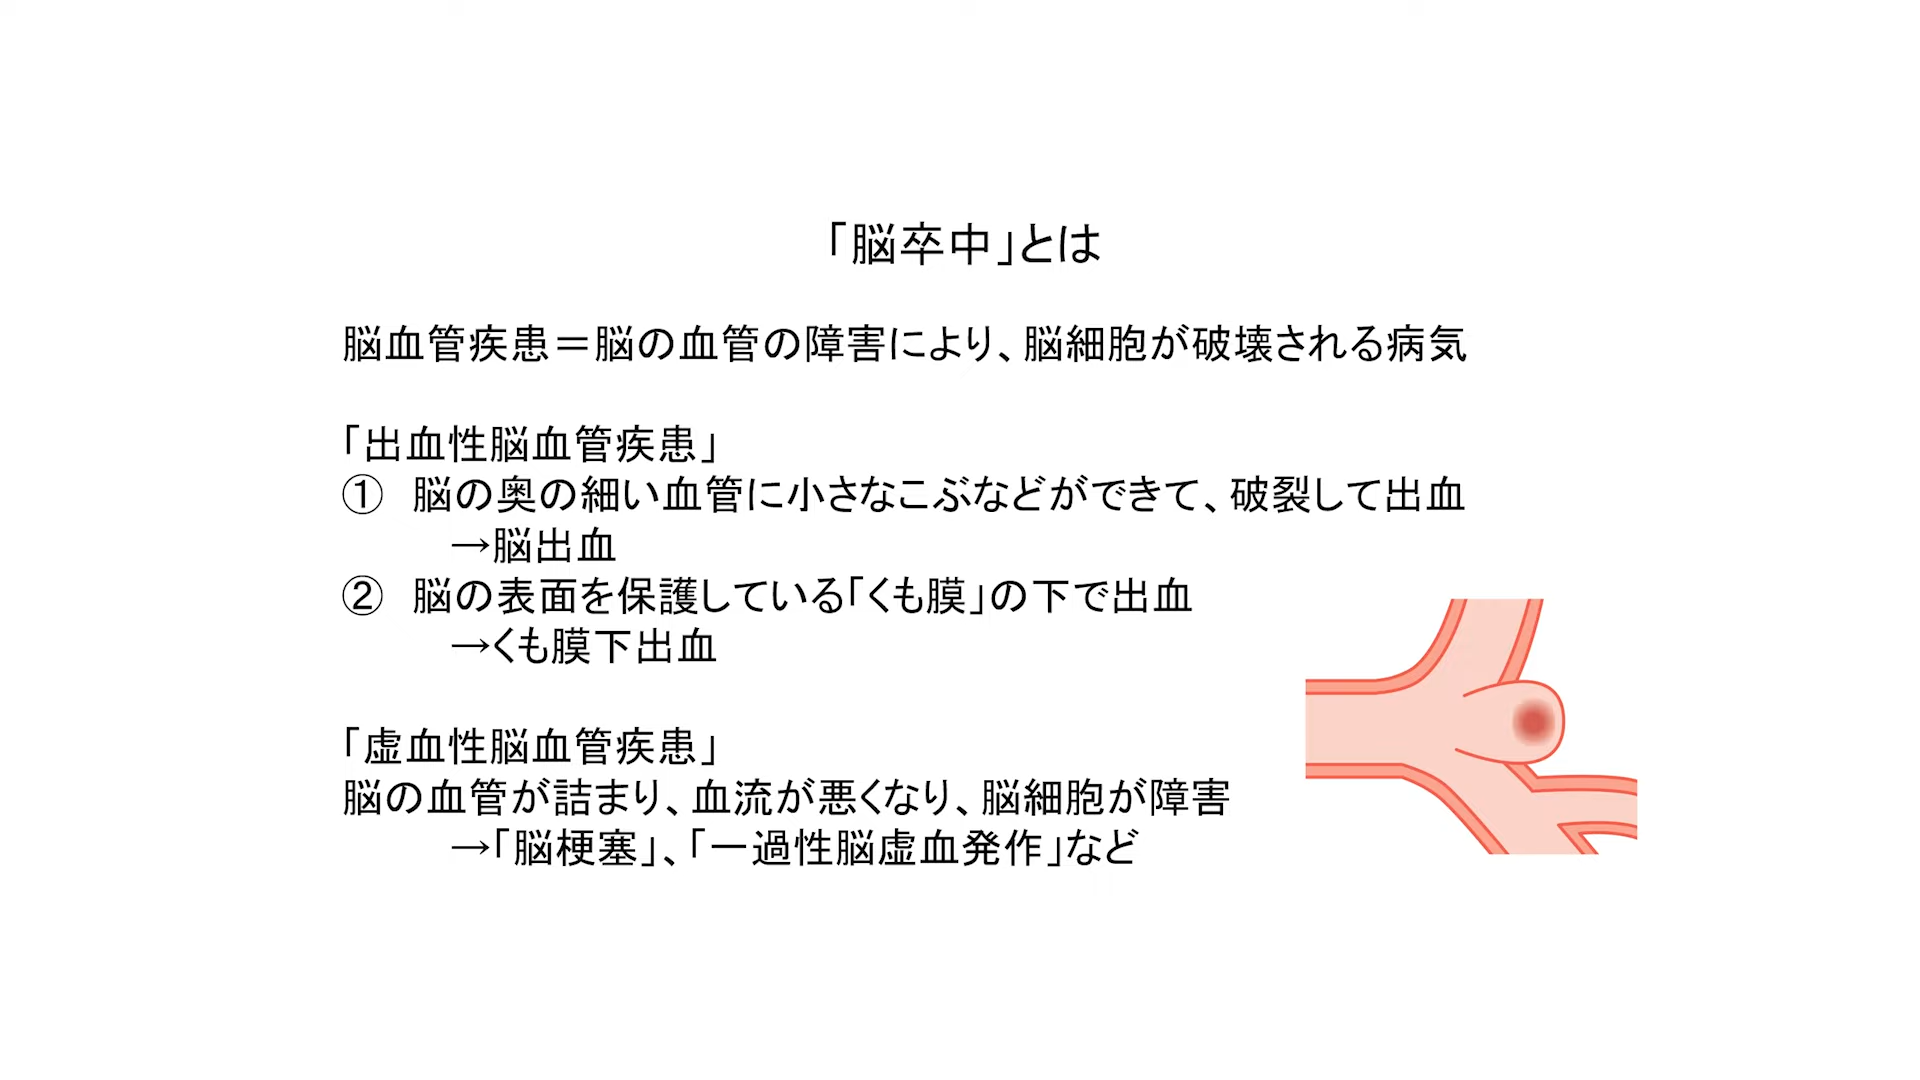 「脳卒中」とは
脳血管疾患＝脳の血管の障害により、脳細胞が破壊される病気
「出血性脳血管疾患」
①　脳の奥の細い血管に小さなこぶなどができて、破裂して出血
→脳出血
②　脳の表面を保護している「くも膜」の下で出血
→くも膜下出血
「虚血性脳血管疾患」
脳の血管が詰まり、血流が悪くなり、脳細胞が障害
→「脳梗塞」、「一過性脳虚血発作」など